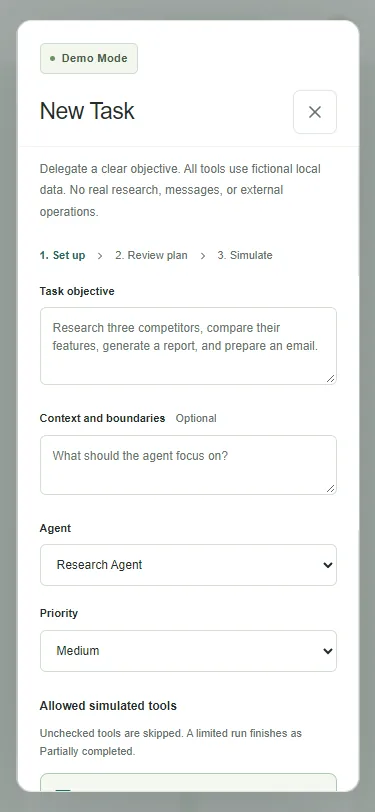 Demo Mode
New Task
Delegate a clear objective. All tools use fictional local
data. No real research, messages, or external
operations.
1. Set up > 2. Review plan > 3. Simulate
Task objective
Research three competitors, compare their
features, generate a report, and prepare an email.
Context and boundaries Optional
What should the agent focus on?
Agent
Research Agent
Priority
Medium
Allowed simulated tools
Unchecked tools are skipped. A limited run finishes as
Partially completed.